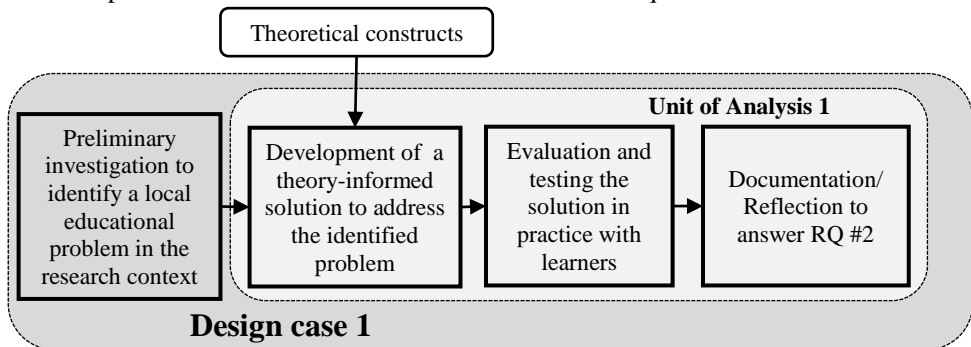 Theoretical constructs
Unit of Analysis 1
Preliminary
investigation to
identify a local
educational
problem in the
research context
Development of a
theory-informed
solution to address
the identified
problem
Evaluation and
testing the
solution in
practice with
learners
Documentation/
Reflection to
answer RQ #2
Design case 1